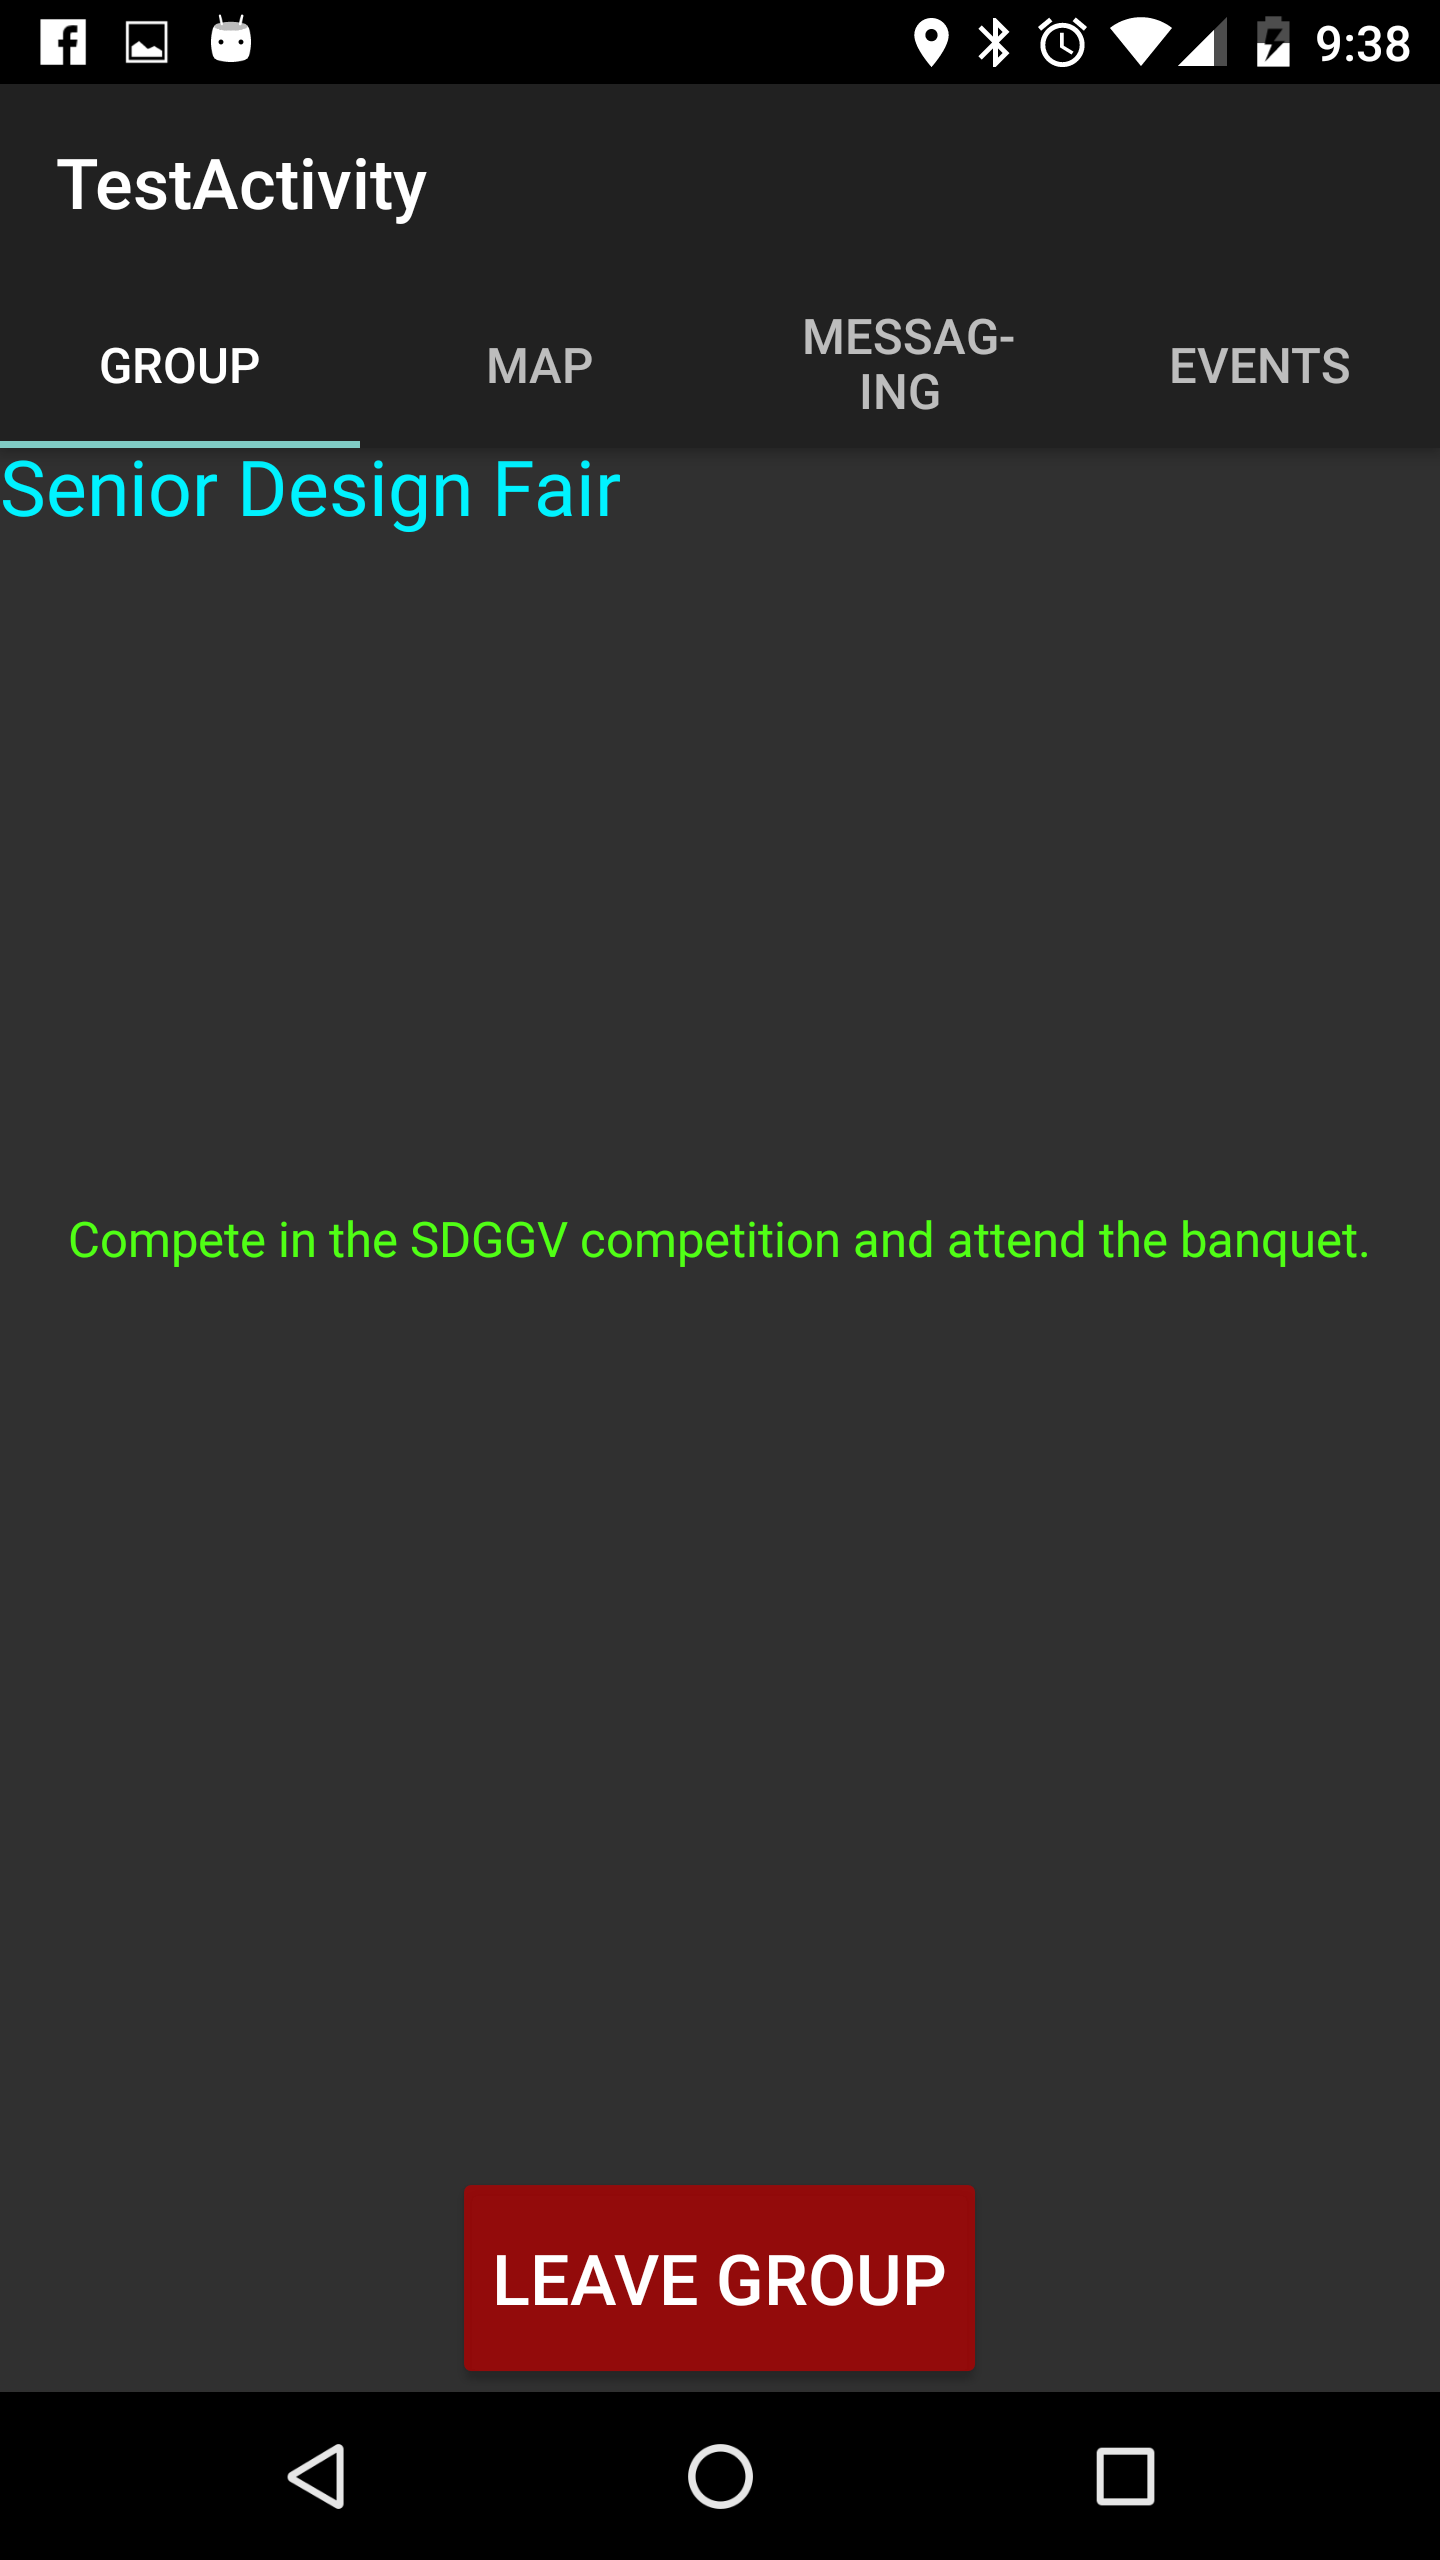 9:38
TestActivity
GROUP
MAP
MESSAG-
ING
EVENTS
Senior Design Fair
Compete in the SDGGV competition and attend the banquet.
LEAVE GROUP